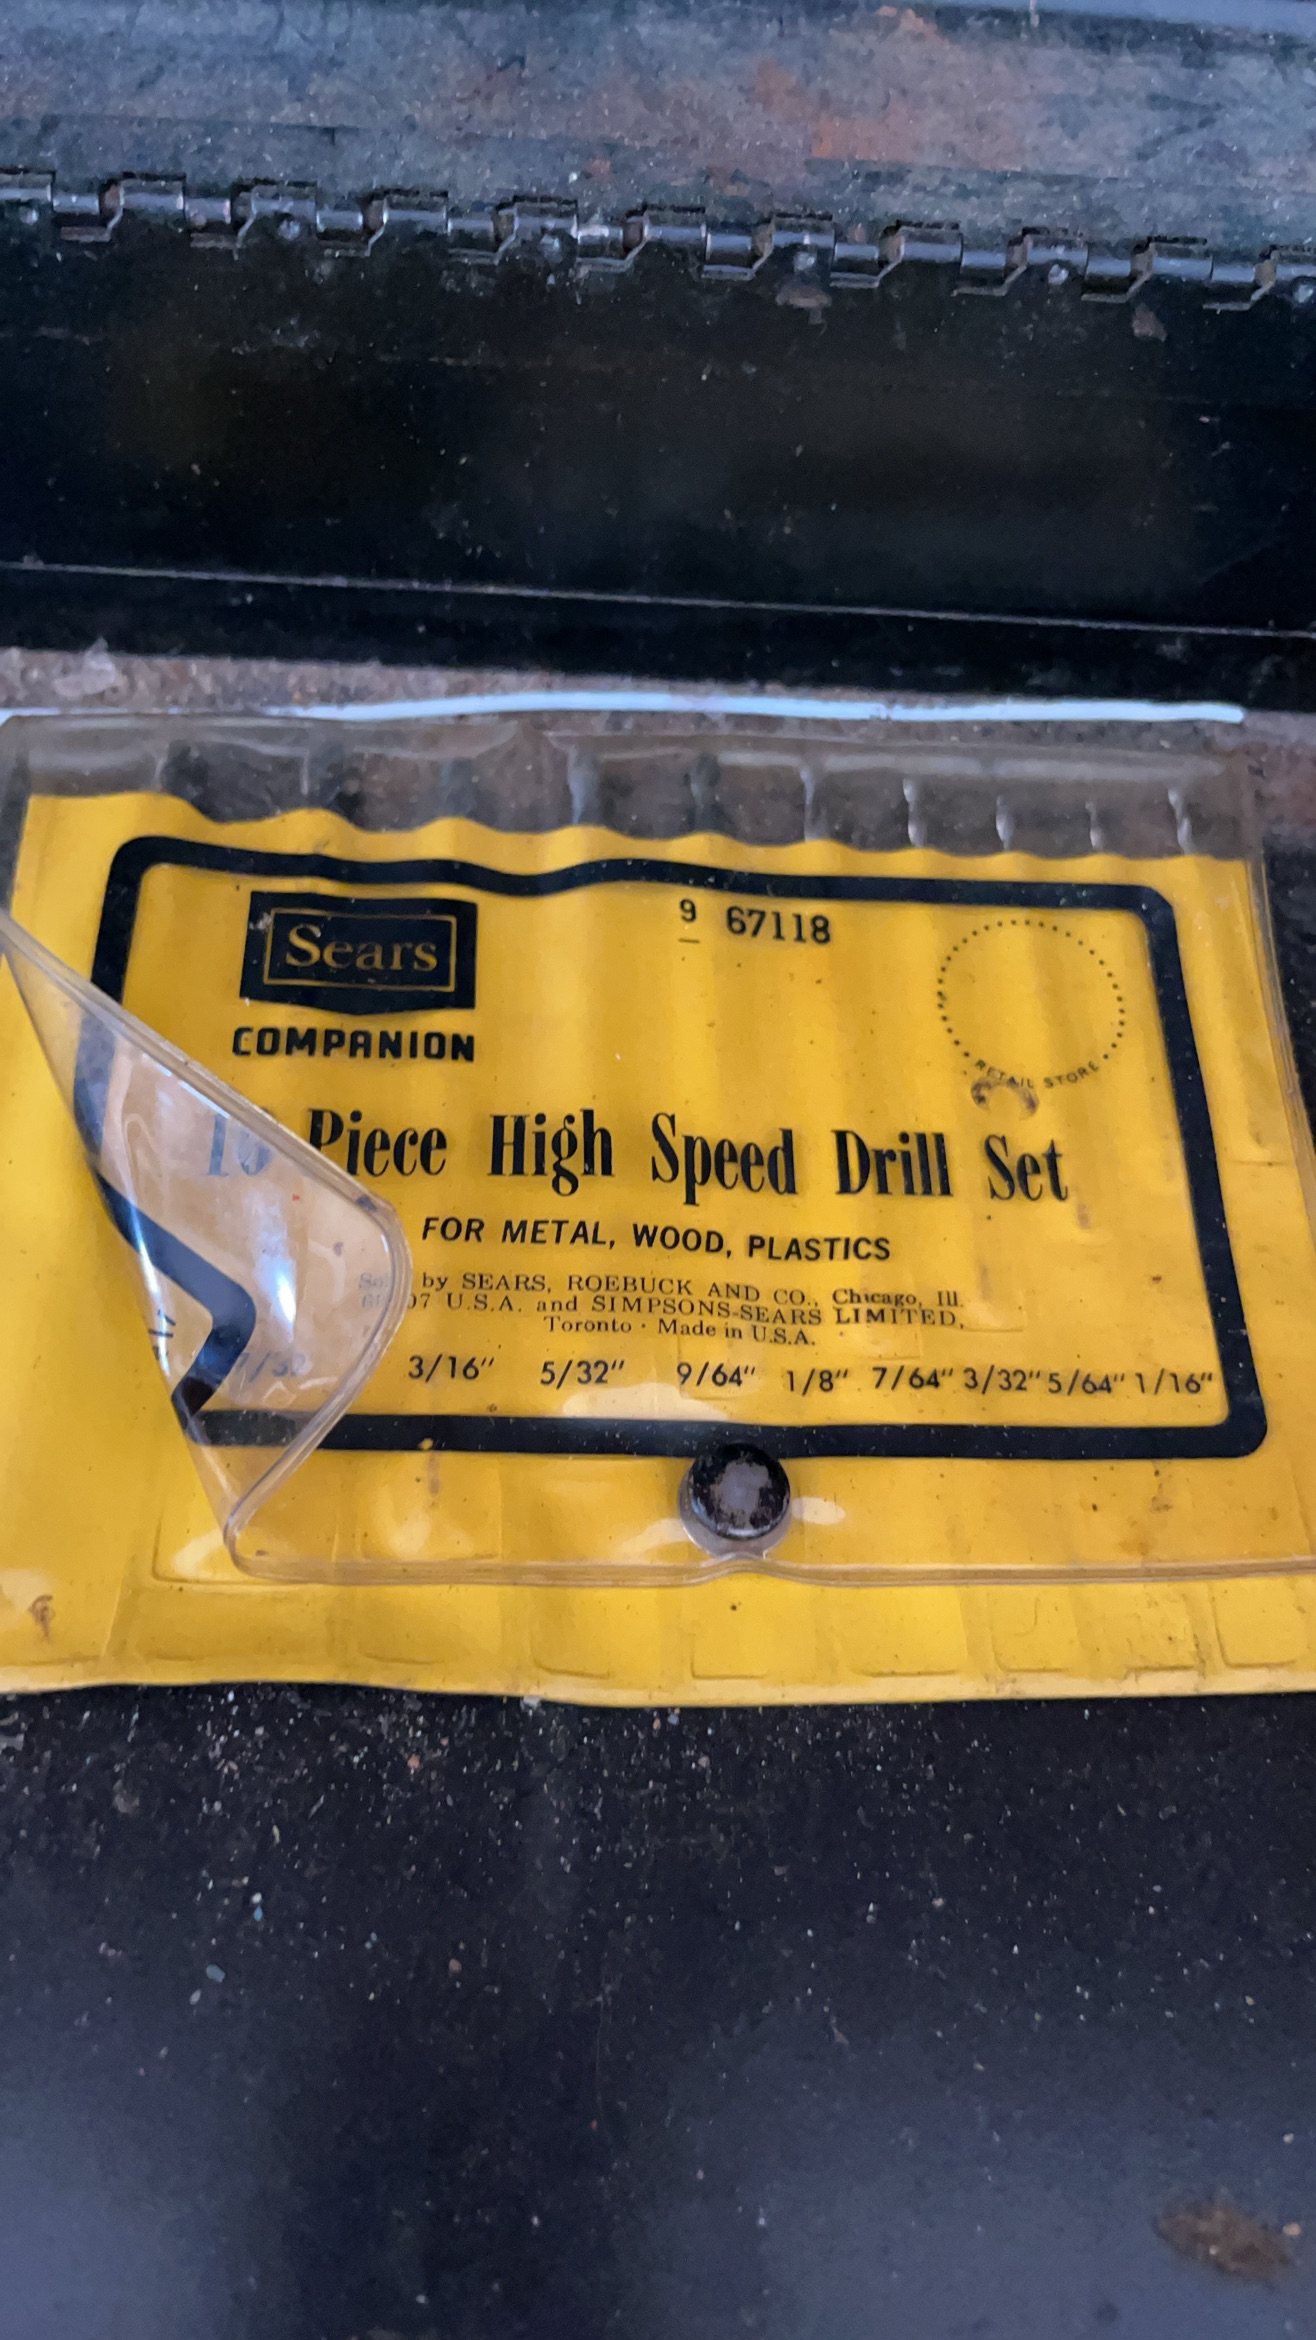 Sears
9 67118
COMPANION
RETAIL STORE
Piece High Speed Drill Set
FOR METAL, WOOD, PLASTICS
by SEARS, ROEBUCK AND CO., Chicago, Ill.
U.S.A. and SIMPSONS-SEARS LIMITED,
Toronto · Made in U.S.A.
7/32 3/16" 5/32" 9/64" 1/8" 7/64" 3/32" 5/64" 1/16"